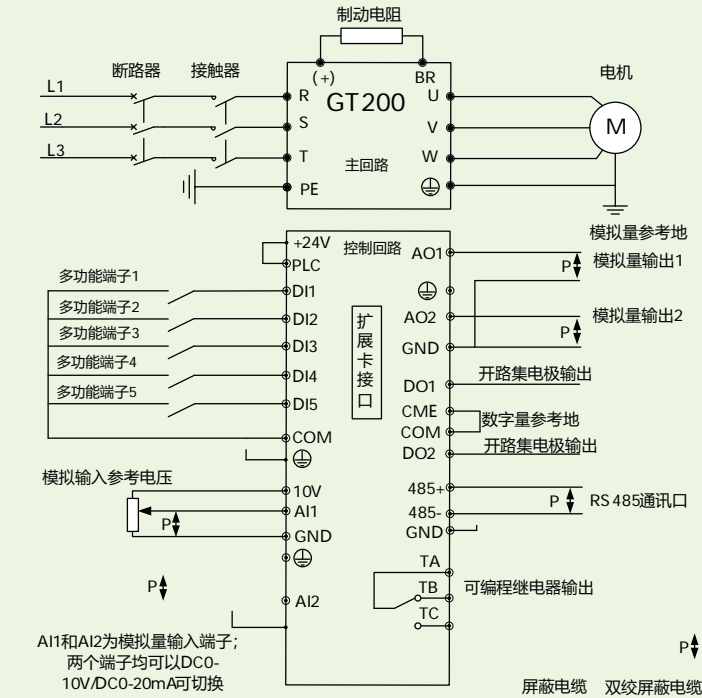 制动电阻
断路器
接触器
(+)
BR
电机
L1
R
GT200
U
L2
S
V
M
L3
T
主回路
W
PE
模拟量参考地
+24V
控制回路
AO1
模拟量输出1
PLC
P
多功能端子1
DI1
多功能端子2
扩展卡接口
DI2
AO2
模拟量输出2
多功能端子3
P
DI3
GND
多功能端子4
DI4
开路集电极输出
DO1
多功能端子5
DI5
CME
数字量参考地
COM
COM
开路集电极输出
DO2
模拟输入参考电压
10V
485+
AI1
P
RS485通讯口
P
485-
GND
GND
TA
P
TB
可编程继电器输出
AI2
TC
AI1和AI2为模拟量输入端子；
两个端子均可以DC0-
10V/DC0-20mA可切换
P
屏蔽电缆
双绞屏蔽电缆